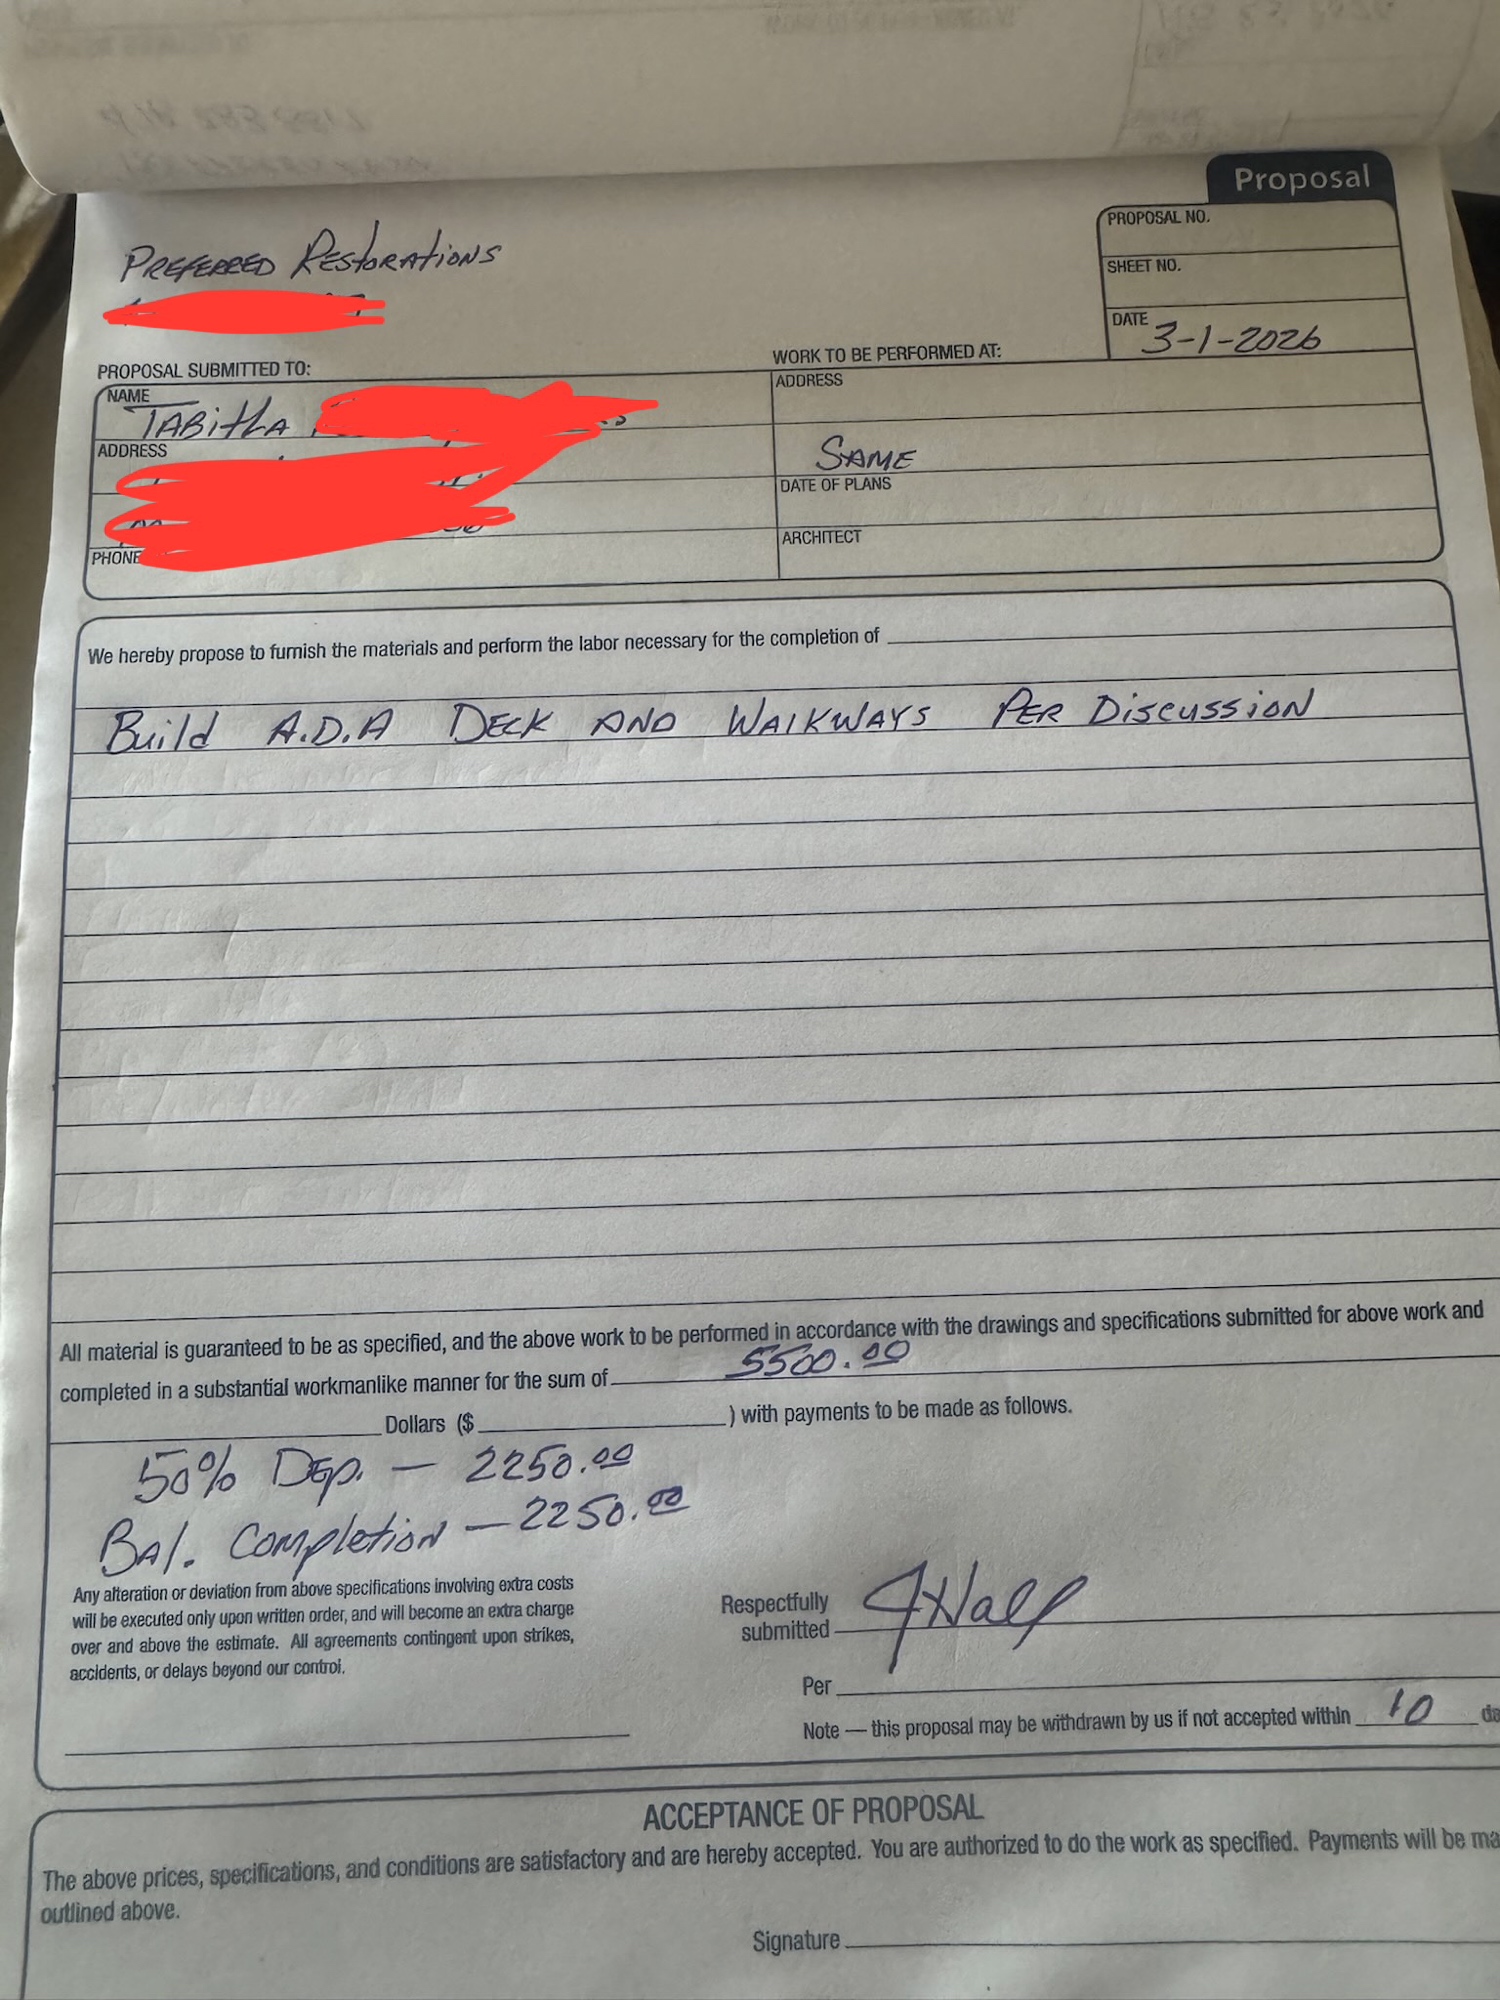 Proposal
PROPOSAL NO.
PREFERRED RESTORATIONS
SHEET NO.
DATE 3-1-2026
PROPOSAL SUBMITTED TO:
WORK TO BE PERFORMED AT:
NAME
TABITHA
ADDRESS
ADDRESS
SAME
DATE OF PLANS
PHONE
ARCHITECT
We hereby propose to furnish the materials and perform the labor necessary for the completion of
Build A.D.A DECK AND WALKWAYS PER DISCUSSION
All material is guaranteed to be as specified, and the above work to be performed in accordance with the drawings and specifications submitted for above work and
completed in a substantial workmanlike manner for the sum of 5500.00
Dollars ($ ) with payments to be made as follows.
50% DEP. — 2250.00
BAL. COMPLETION — 2250.00
Any alteration or deviation from above specifications involving extra costs
will be executed only upon written order, and will become an extra charge
over and above the estimate. All agreements contingent upon strikes,
accidents, or delays beyond our control.
Respectfully
submitted JHall
Per
Note — this proposal may be withdrawn by us if not accepted within 10 da
ACCEPTANCE OF PROPOSAL
The above prices, specifications, and conditions are satisfactory and are hereby accepted. You are authorized to do the work as specified. Payments will be ma
outlined above.
Signature